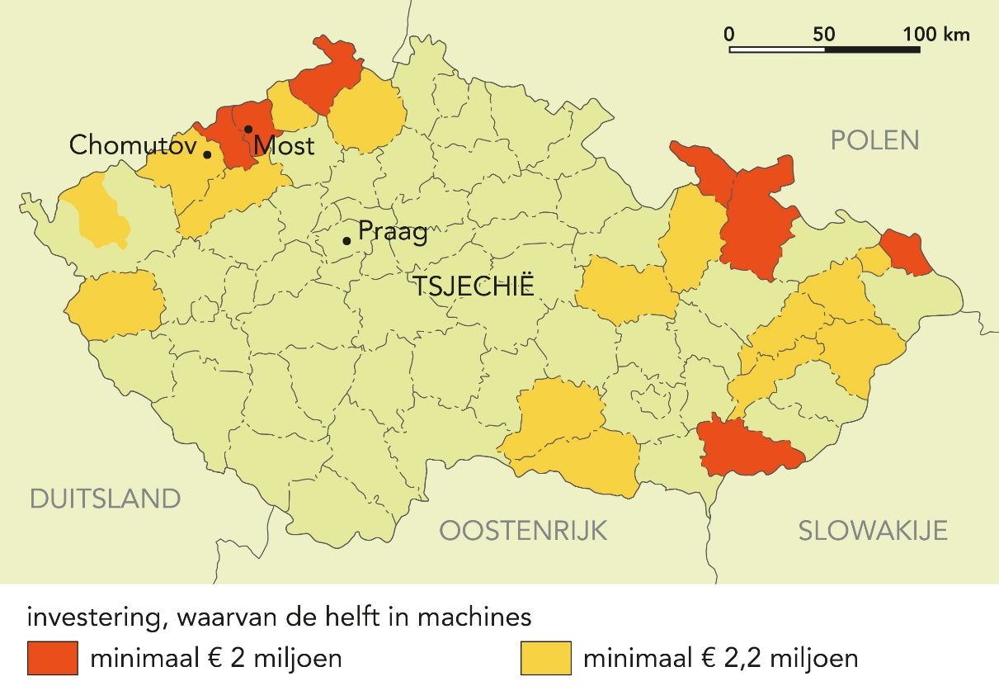 0 50 100 km
POLEN
Chomutov
Most
Praag
TSJECHIË
DUITSLAND
OOSTENRIJK
SLOWAKIJE
investering, waarvan de helft in machines
minimaal € 2 miljoen
minimaal € 2,2 miljoen